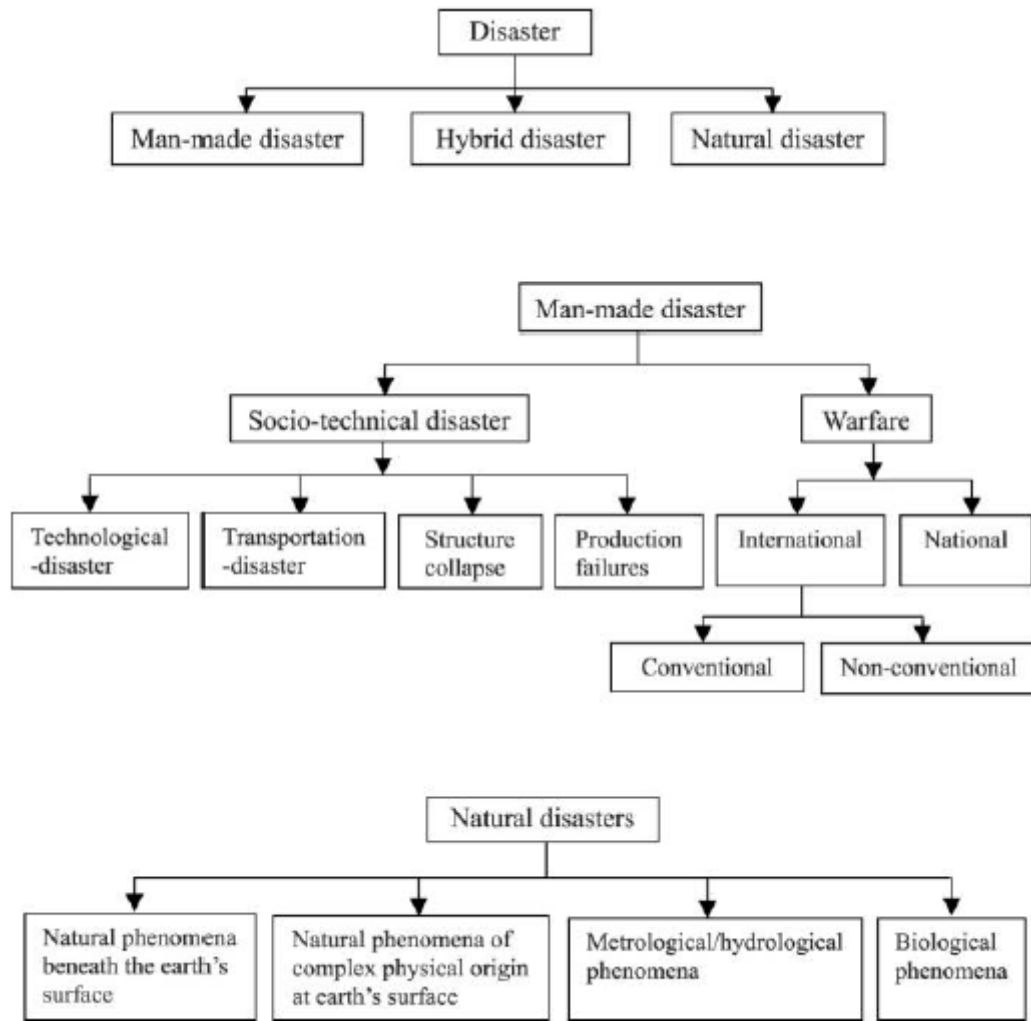 Disaster
Man-made disaster
Hybrid disaster
Natural disaster
Man-made disaster
Socio-technical disaster
Warfare
Technological
-disaster
Transportation
-disaster
Structure
collapse
Production
failures
International
National
Conventional
Non-conventional
Natural disasters
Natural phenomena
beneath the earth's
surface
Natural phenomena of
complex physical origin
at earth's surface
Metrological/hydrological
phenomena
Biological
phenomena